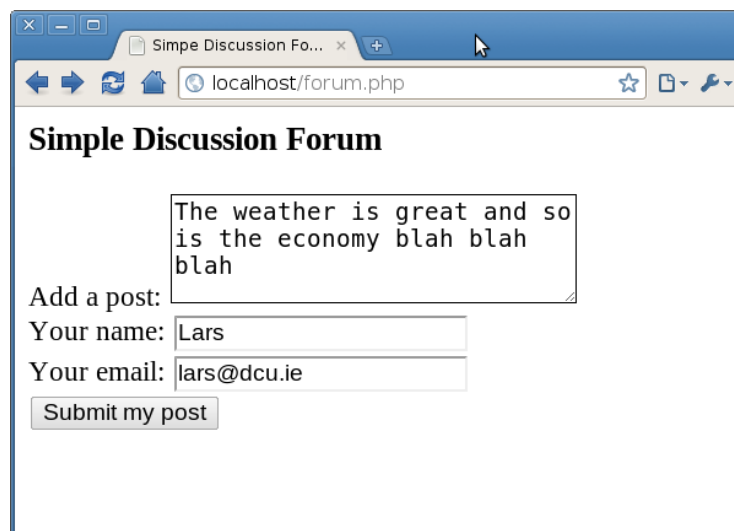 Simpe Discussion Fo...
localhost/forum.php
Simple Discussion Forum
The weather is great and so
is the economy blah blah
blah
Add a post:
Your name: Lars
Your email: lars@dcu.ie
Submit my post